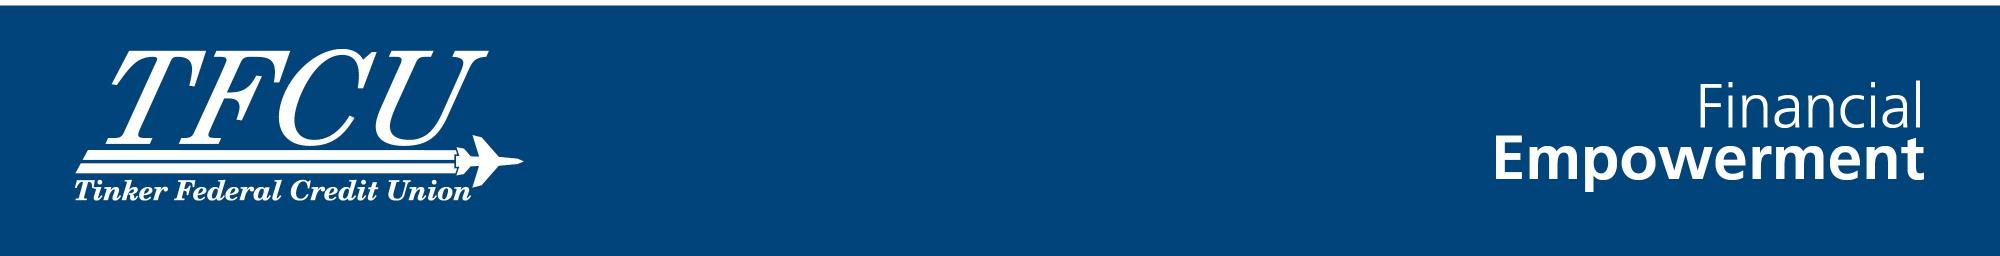 TFCU
Tinker Federal Credit Union
Financial
Empowerment